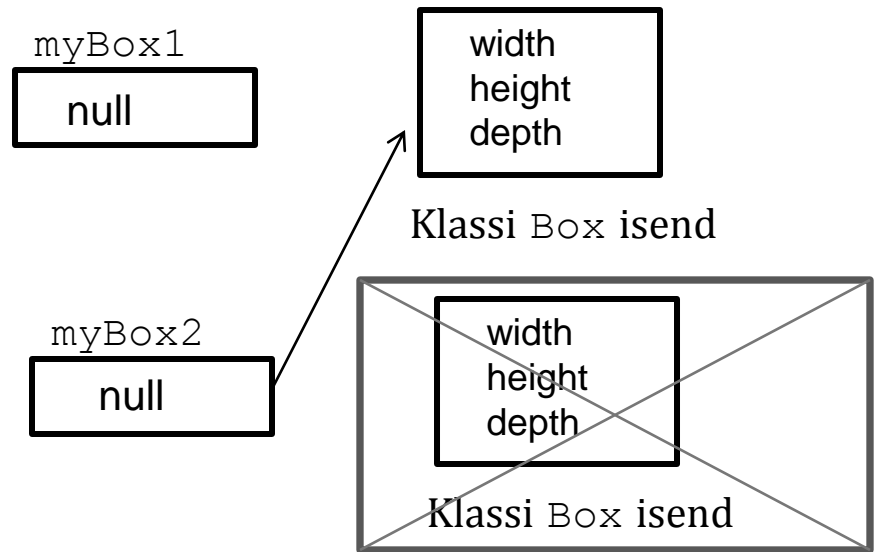 myBox1
null
width
height
depth
Klassi Box isend
myBox2
null
width
height
depth
Klassi Box isend